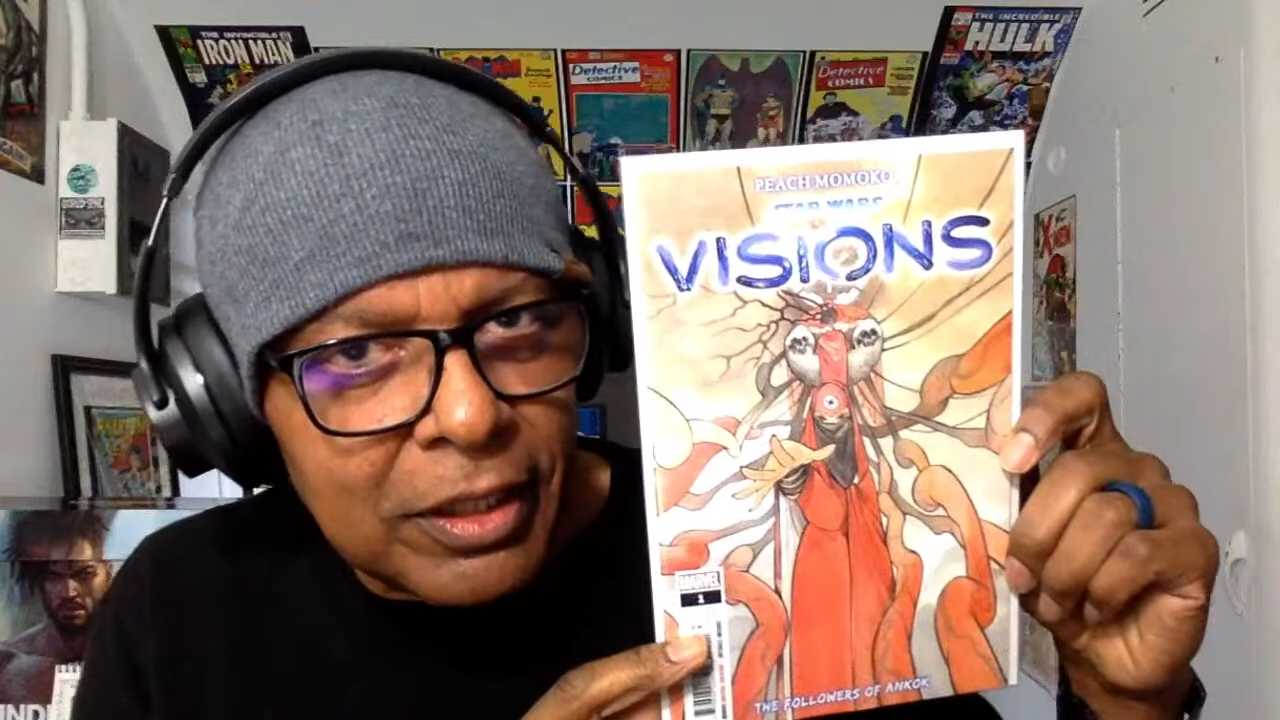 THE INVINCIBLE
IRON MAN
Detective
COMICS
Detective
COMICS
THE INCREDIBLE
HULK
X-MEN
PEACH MOMOKO
STAR WARS
VISIONS
MARVEL
1
THE FOLLOWERS OF ANKOK